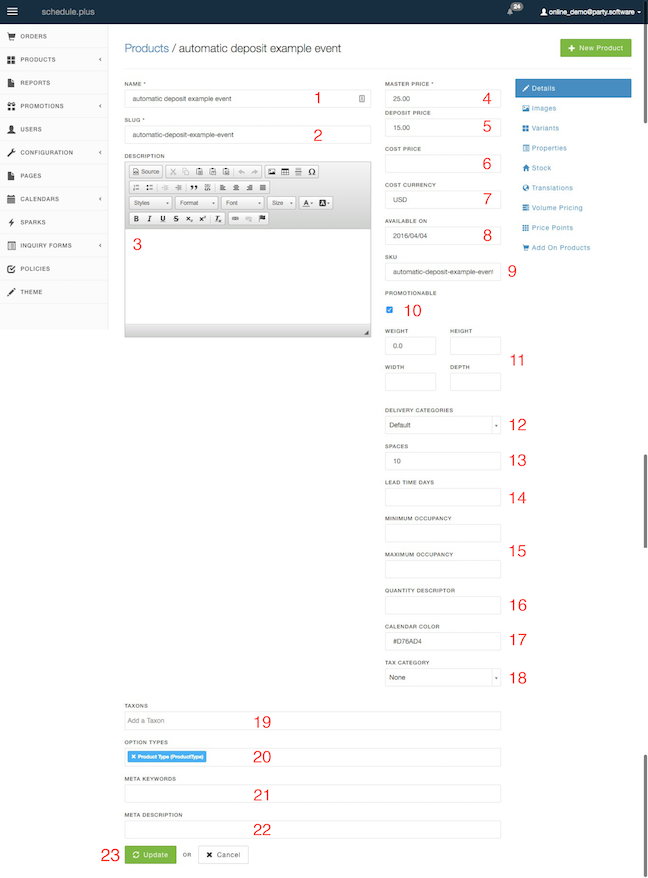 schedule.plus
24
online_demo@party.software
ORDERS
PRODUCTS
REPORTS
PROMOTIONS
USERS
CONFIGURATION
PAGES
CALENDARS
SPARKS
INQUIRY FORMS
POLICIES
THEME
Products / automatic deposit example event
New Product
NAME *
automatic deposit example event 1
SLUG *
automatic-deposit-example-event 2
DESCRIPTION
Source
Styles Format Font Size A A
B I U S x₂ x² Tx
3
MASTER PRICE *
25.00 4
DEPOSIT PRICE
15.00 5
COST PRICE
6
COST CURRENCY
USD 7
AVAILABLE ON
2016/04/04 8
SKU
automatic-deposit-example-event 9
PROMOTIONABLE
10
WEIGHT HEIGHT
0.0
11
WIDTH DEPTH
DELIVERY CATEGORIES
Default 12
SPACES
10 13
LEAD TIME DAYS
14
MINIMUM OCCUPANCY
15
MAXIMUM OCCUPANCY
QUANTITY DESCRIPTOR
16
CALENDAR COLOR
#D76AD4 17
TAX CATEGORY
None 18
Details
Images
Variants
Properties
Stock
Translations
Volume Pricing
Price Points
Add On Products
TAXONS
Add a Taxon 19
OPTION TYPES
× Product Type (ProductType) 20
META KEYWORDS
21
META DESCRIPTION
22
23 Update OR Cancel